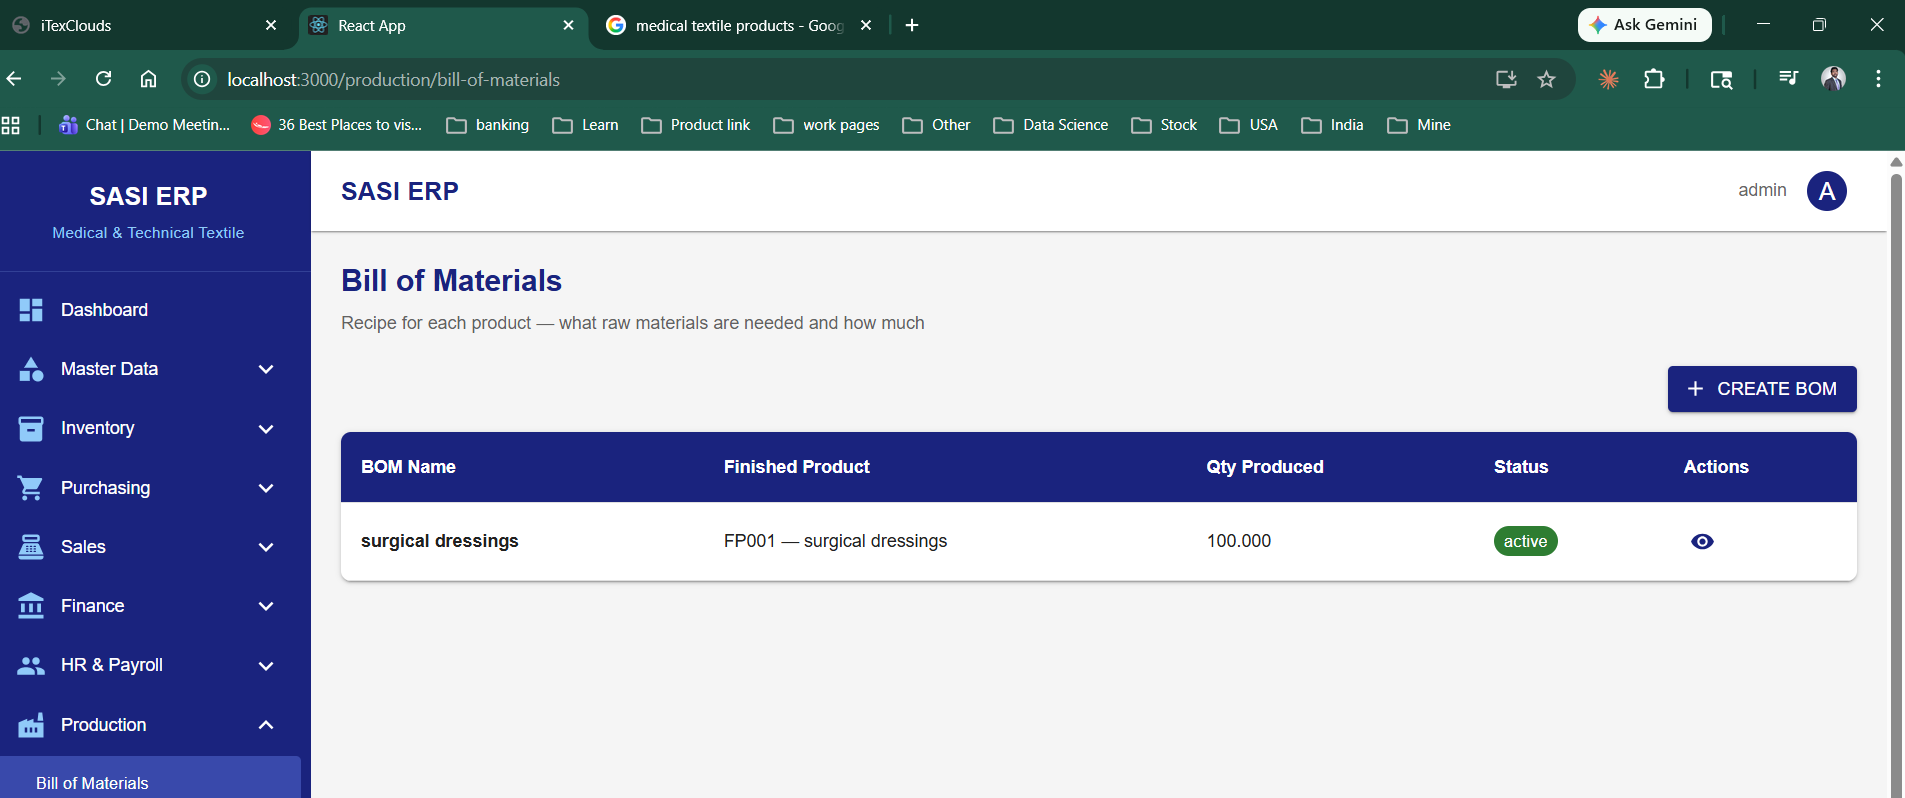 iTexClouds
React App
medical textile products - Goog
Ask Gemini
localhost:3000/production/bill-of-materials
Chat | Demo Meetin...
36 Best Places to vis...
banking
Learn
Product link
work pages
Other
Data Science
Stock
USA
India
Mine
SASI ERP
Medical & Technical Textile
Dashboard
Master Data
Inventory
Purchasing
Sales
Finance
HR & Payroll
Production
Bill of Materials
SASI ERP
admin
A
Bill of Materials
Recipe for each product — what raw materials are needed and how much
+ CREATE BOM
BOM Name Finished Product Qty Produced Status Actions
surgical dressings FP001 — surgical dressings 100.000 active